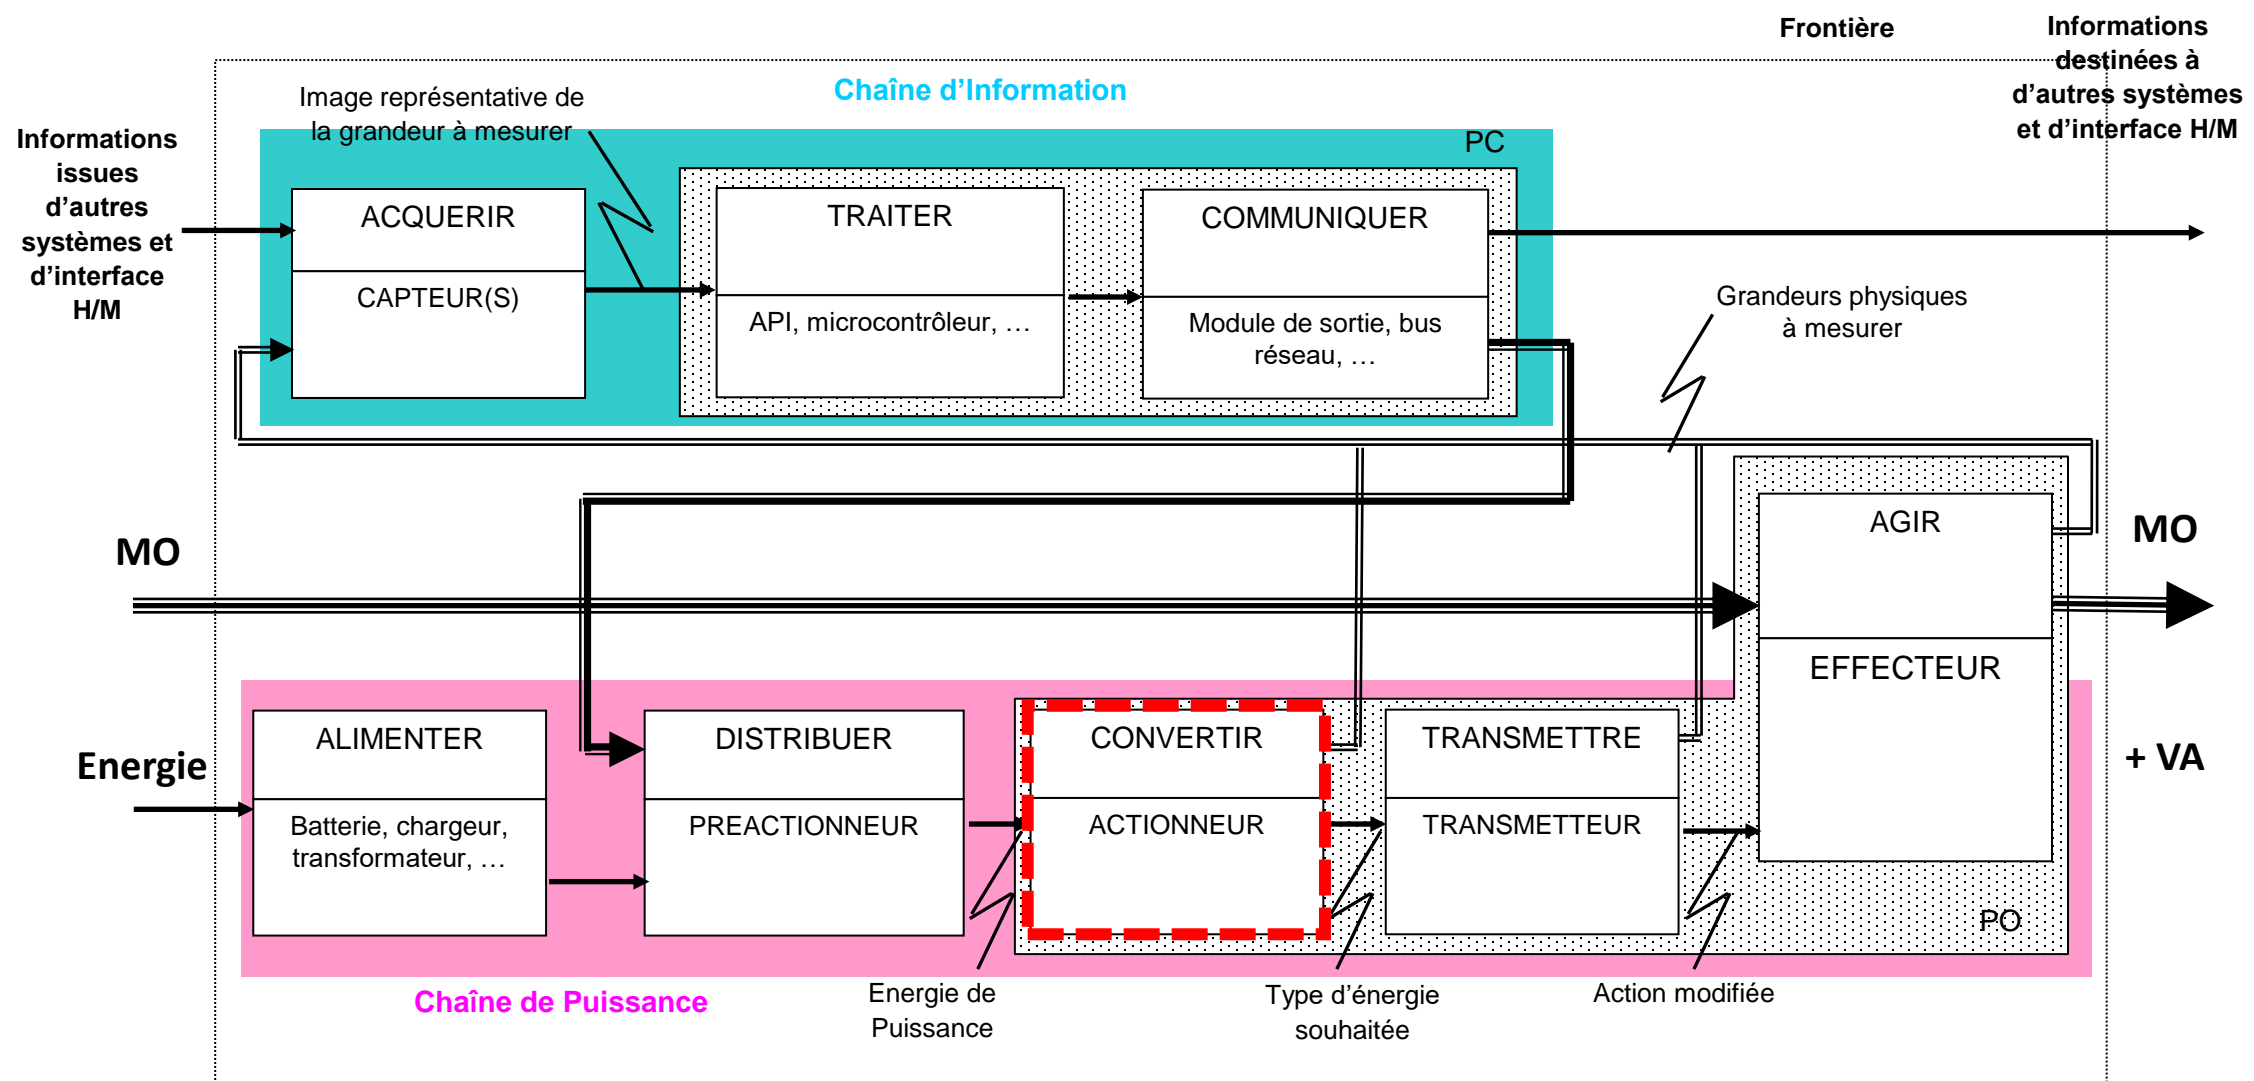 Frontière
Informations
destinées à
d'autres systèmes
et d'interface H/M
Chaîne d'Information
Image représentative de
la grandeur à mesurer
Informations
issues
d'autres
systèmes et
d'interface
H/M
PC
ACQUERIR
CAPTEUR(S)
TRAITER
API, microcontrôleur, …
COMMUNIQUER
Module de sortie, bus
réseau, …
Grandeurs physiques
à mesurer
MO
AGIR
EFFECTEUR
MO
Energie
ALIMENTER
Batterie, chargeur,
transformateur, …
DISTRIBUER
PREACTIONNEUR
CONVERTIR
ACTIONNEUR
TRANSMETTRE
TRANSMETTEUR
+ VA
PO
Chaîne de Puissance
Energie de
Puissance
Type d'énergie
souhaitée
Action modifiée